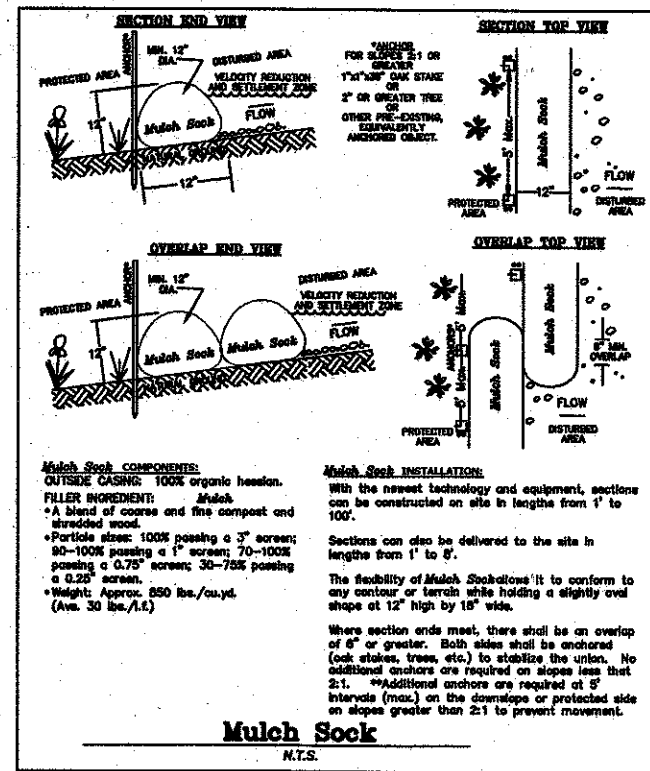 SECTION END VIEW
MIN. 12"
DIA.
DISTURBED AREA
PROTECTED AREA
ANCHOR*
VELOCITY REDUCTION
AND SETTLEMENT ZONE
FLOW
12"
Mulch Sock
NATURAL GROUND
12"
*ANCHOR
FOR SLOPES 2:1 OR
GREATER
1"x1"x36" OAK STAKE
OR
2" OR GREATER TREE
OR
OTHER PRE-EXISTING,
EQUIVALENTLY
ANCHORED OBJECT.
SECTION TOP VIEW
5' Max.
Mulch Sock
12"
FLOW
PROTECTED
AREA
DISTURBED
AREA
OVERLAP END VIEW
MIN. 12"
DIA.
DISTURBED AREA
PROTECTED AREA
ANCHOR*
VELOCITY REDUCTION
AND SETTLEMENT ZONE
FLOW
12"
Mulch Sock
Mulch Sock
NATURAL GROUND
OVERLAP TOP VIEW
5' Max.
ANCHORS*
5' Max.
Mulch Sock
Mulch Sock
MIN.
OVERLAP
FLOW
PROTECTED
AREA
DISTURBED
AREA
Mulch Sock COMPONENTS:
OUTSIDE CASING: 100% organic hessian.
FILLER INGREDIENT: Mulch
•A blend of coarse and fine compost and
shredded wood.
•Particle sizes: 100% passing a 3" screen;
90-100% passing a 1" screen; 70-100%
passing a 0.75" screen; 30-75% passing
a 0.25" screen.
•Weight: Approx. 850 lbs./cu.yd.
(Ave. 30 lbs./l.f.)
Mulch Sock INSTALLATION:
With the newest technology and equipment, sections
can be constructed on site in lengths from 1' to
100'.
Sections can also be delivered to the site in
lengths from 1' to 8'.
The flexibility of Mulch Sock allows it to conform to
any contour or terrain while holding a slightly oval
shape at 12" high by 18" wide.
Where section ends meet, there shall be an overlap
of 6" or greater. Both sides shall be anchored
(oak stakes, trees, etc.) to stabilize the union. No
additional anchors are required on slopes less that
2:1. **Additional anchors are required at 5'
intervals (max.) on the downslope or protected side
on slopes greater than 2:1 to prevent movement.
Mulch Sock
N.T.S.